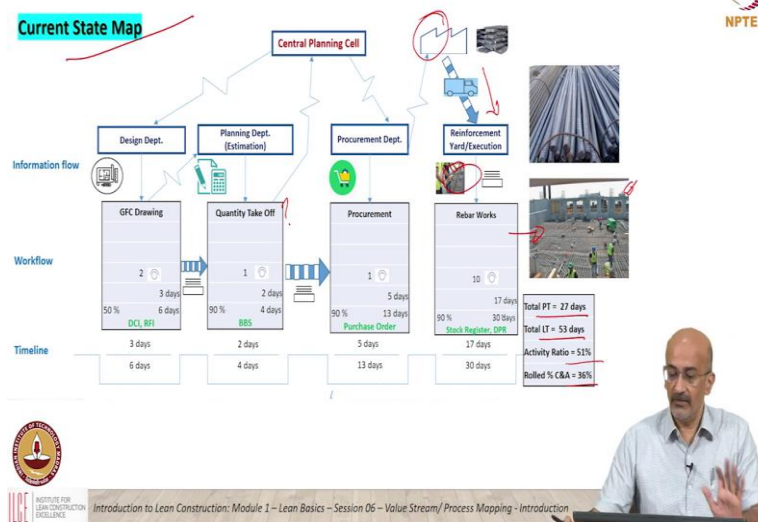 Current State Map
NPTE
Central Planning Cell
Design Dept.
Planning Dept.
(Estimation)
Procurement Dept.
Reinforcement
Yard/Execution
Information flow
GFC Drawing
Quantity Take Off
?
Procurement
Rebar Works
Workflow
2
3 days
50 %
6 days
DCI, RFI
1
2 days
90%
4 days
BBS
1
5 days
90%
13 days
Purchase Order
10
17 days
90%
30 days
Stock Register, DPR
Total PT = 27 days
Total LT = 53 days
Activity Ratio = 51%
Rolled % C&A = 36%
Timeline
3 days
6 days
2 days
4 days
5 days
13 days
17 days
30 days
INSTITUTE FOR
LEAN CONSTRUCTION
EXCELLENCE
Introduction to Lean Construction: Module 1 – Lean Basics – Session 06 – Value Stream/ Process Mapping - Introduction